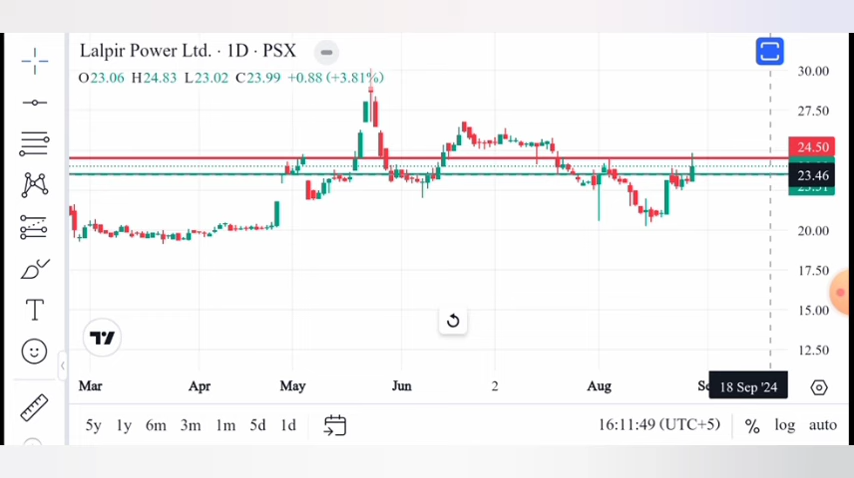 Lalpir Power Ltd. · 1D · PSX
O23.06 H24.83 L23.02 C23.99 +0.88 (+3.81%)
30.00
27.50
24.50
23.46
20.00
17.50
15.00
12.50
Mar Apr May Jun 2 Aug 18 Sep '24
5y 1y 6m 3m 1m 5d 1d 16:11:49 (UTC+5) % log auto
T